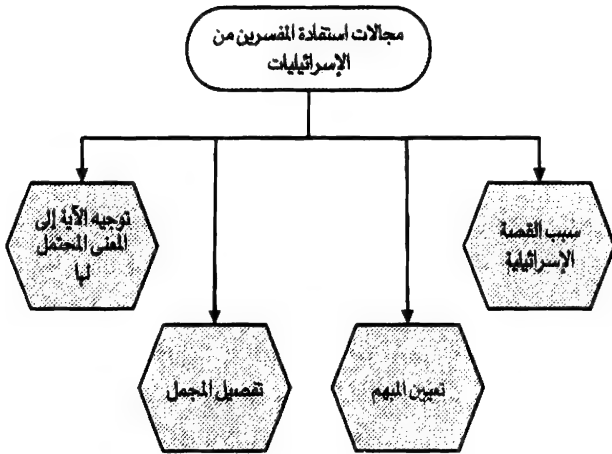 مجالات استفادة المفسرين من
الإسرائيليات
سبب القصة
الإسرائيلية
تعيين المبهم
تفصيل المجمل
توجيه الآية إلى
المعنى المحتمل
لها